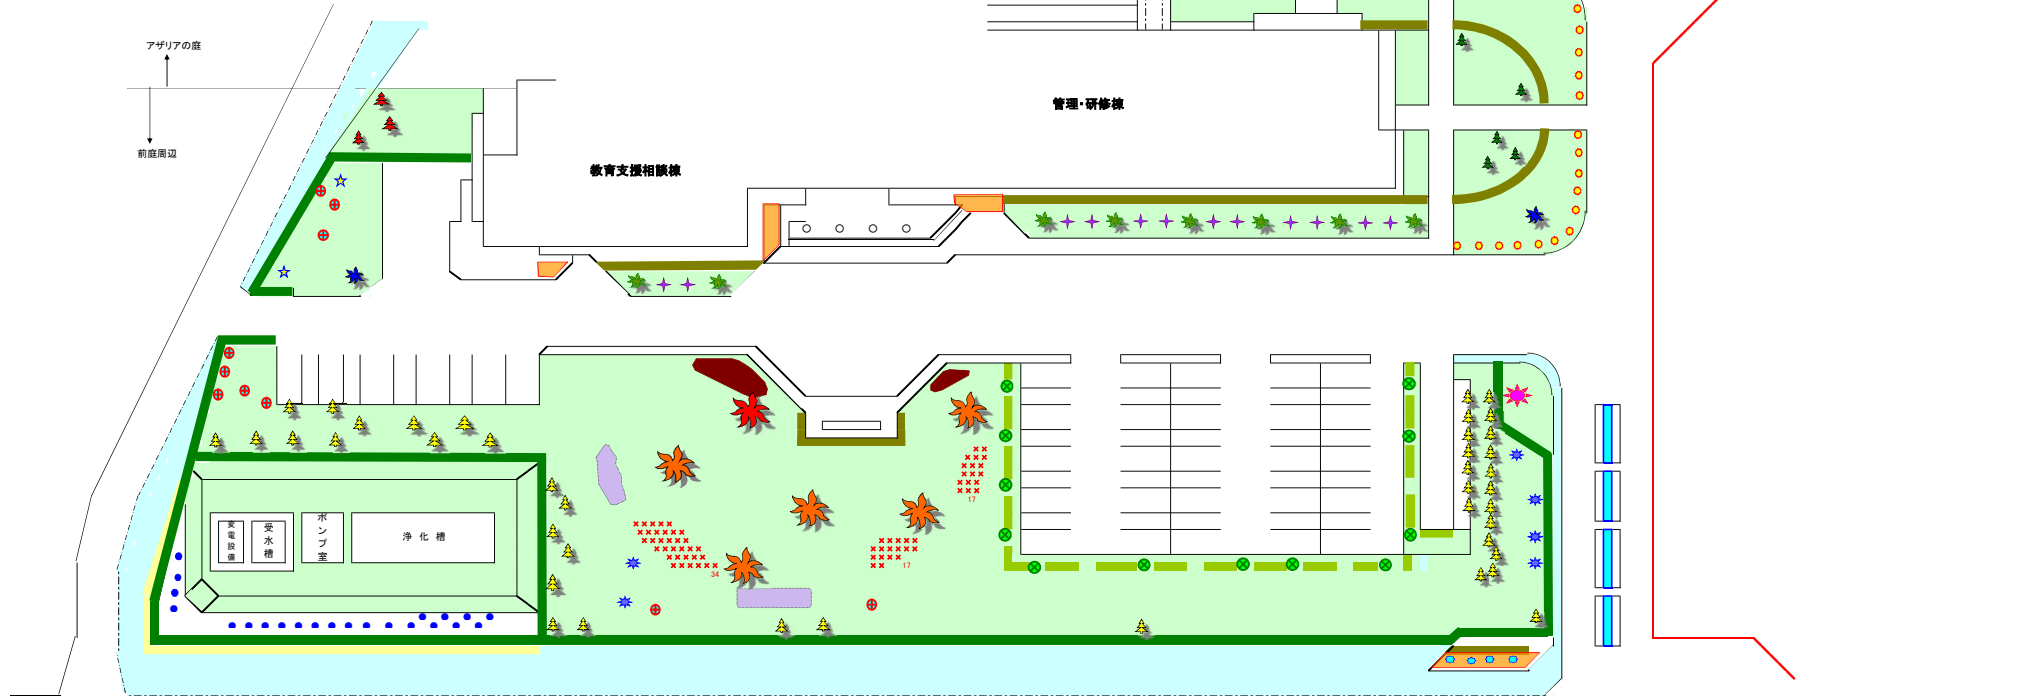 アザリアの庭
前庭周辺
管理・研修棟
教育支援相談棟
変電設備
受水槽
ポンプ室
浄化槽
17
34
17